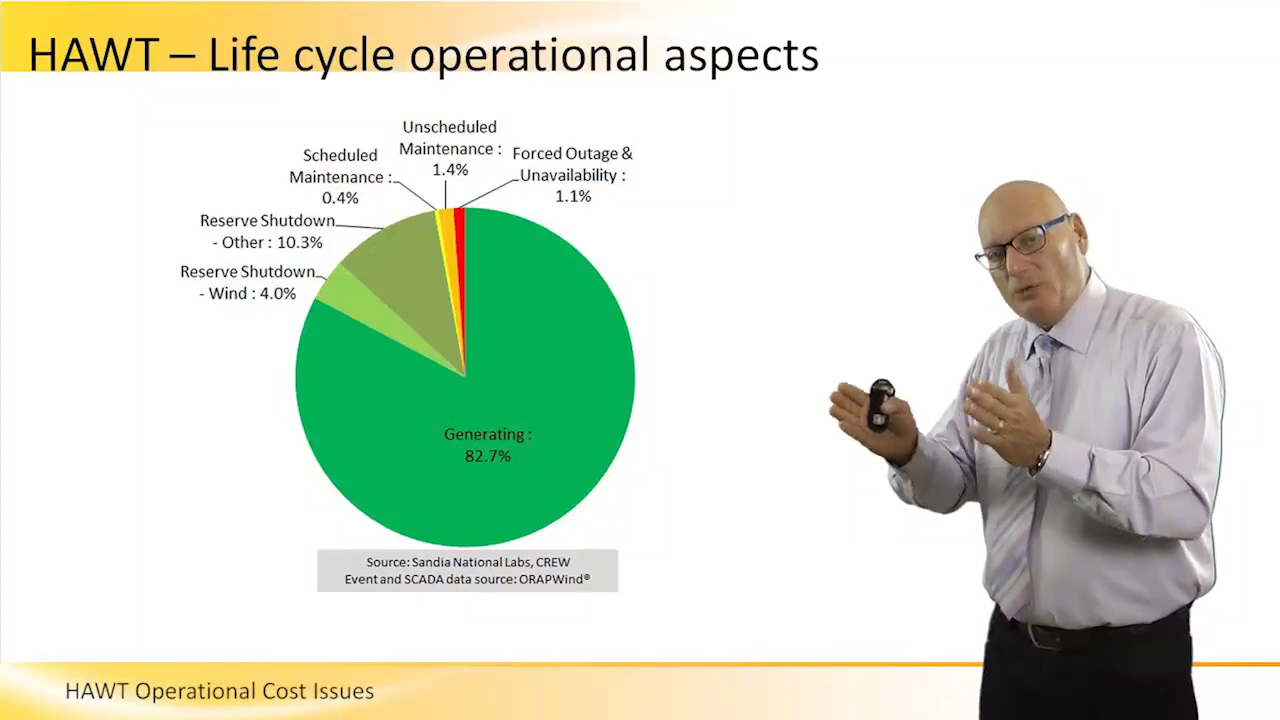 HAWT – Life cycle operational aspects
Unscheduled
Maintenance :
1.4%
Scheduled
Maintenance :
0.4%
Forced Outage &
Unavailability :
1.1%
Reserve Shutdown
- Other : 10.3%
Reserve Shutdown
- Wind : 4.0%
Generating :
82.7%
Source: Sandia National Labs, CREW
Event and SCADA data source: ORAPWind®
HAWT Operational Cost Issues